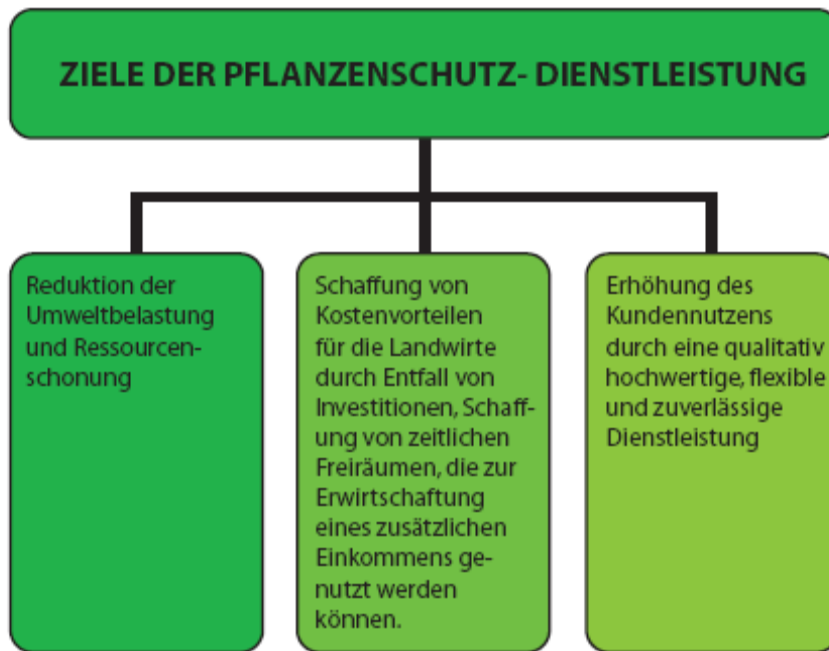 ZIELE DER PFLANZENSCHUTZ- DIENSTLEISTUNG
Reduktion der
Umweltbelastung
und Ressourcen-
schonung
Schaffung von
Kostenvorteilen
für die Landwirte
durch Entfall von
Investitionen, Schaff-
ung von zeitlichen
Freiräumen, die zur
Erwirtschaftung
eines zusätzlichen
Einkommens ge-
nutzt werden
können.
Erhöhung des
Kundennutzens
durch eine qualitativ
hochwertige, flexible
und zuverlässige
Dienstleistung